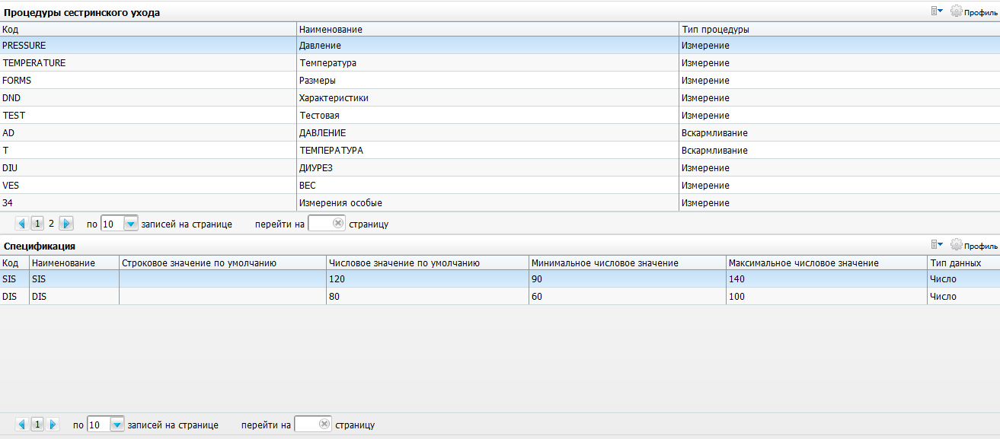 Процедуры сестринского ухода Профиль
Код Наименование Тип процедуры
PRESSURE Давление Измерение
TEMPERATURE Температура Измерение
FORMS Размеры Измерение
DND Характеристики Измерение
TEST Тестовая Измерение
AD ДАВЛЕНИЕ Вскармливание
T ТЕМПЕРАТУРА Вскармливание
DIU ДИУРЕЗ Измерение
VES ВЕС Измерение
34 Измерения особые Измерение
1 2 по 10 записей на странице перейти на страницу
Спецификация Профиль
Код Наименование Строковое значение по умолчанию Числовое значение по умолчанию Минимальное числовое значение Максимальное числовое значение Тип данных
SIS SIS 120 90 140 Число
DIS DIS 80 60 100 Число
1 по 10 записей на странице перейти на страницу